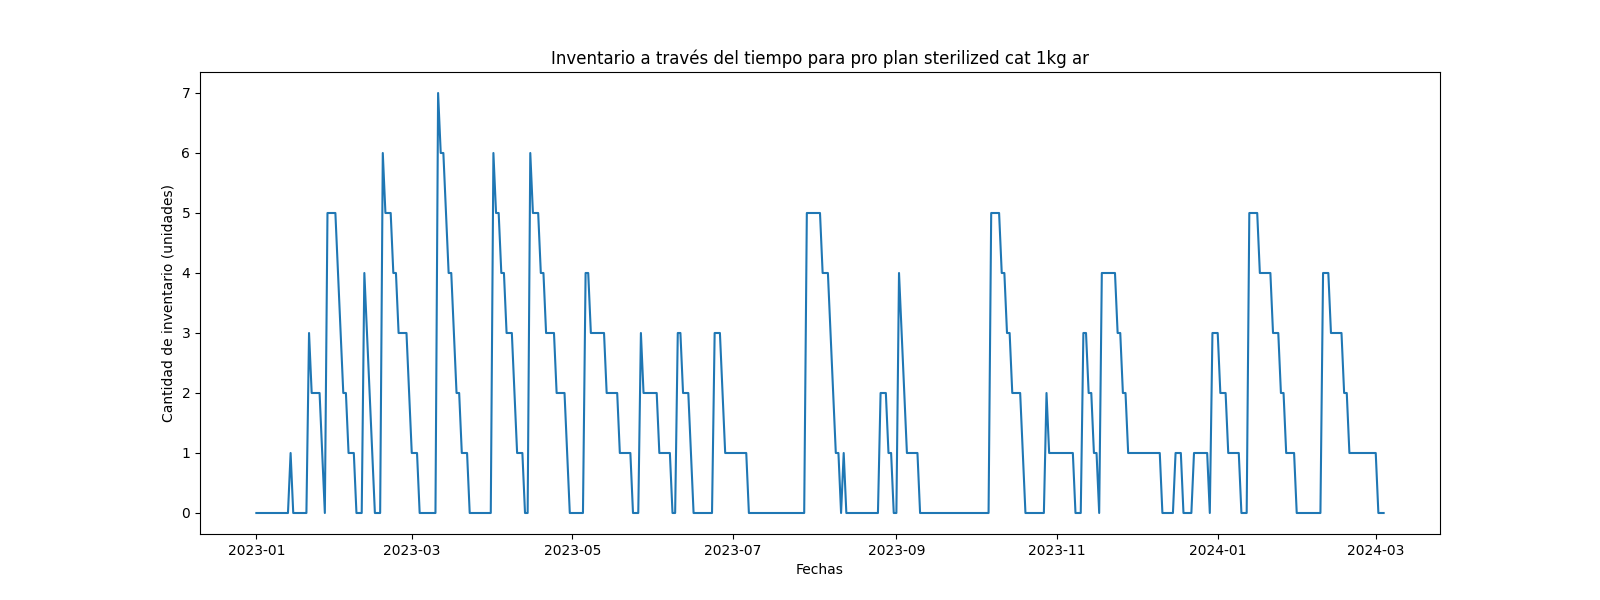 Inventario a través del tiempo para pro plan sterilized cat 1kg ar
Cantidad de inventario (unidades)
7
6
5
4
3
2
1
0
2023-01 2023-03 2023-05 2023-07 2023-09 2023-11 2024-01 2024-03
Fechas